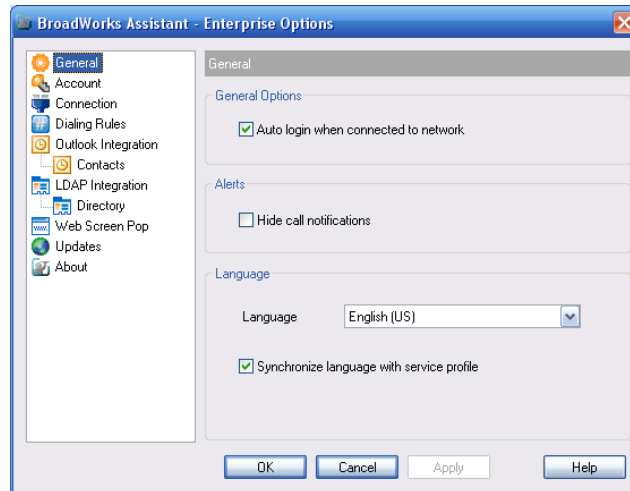 BroadWorks Assistant - Enterprise Options
General
Account
Connection
Dialing Rules
Outlook Integration
Contacts
LDAP Integration
Directory
Web Screen Pop
Updates
About
General
General Options
Auto login when connected to network
Alerts
Hide call notifications
Language
Language English (US)
Synchronize language with service profile
OK Cancel Apply Help